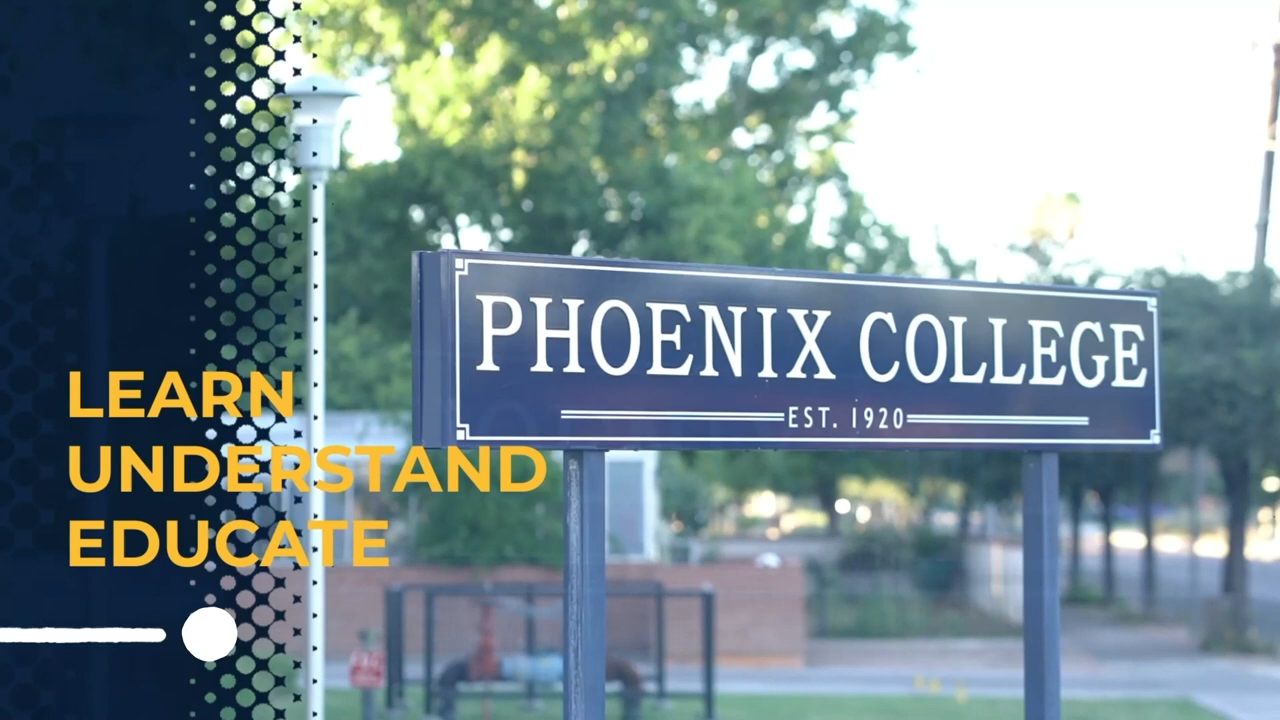 PHOENIX COLLEGE
EST. 1920
LEARN
UNDERSTAND
EDUCATE